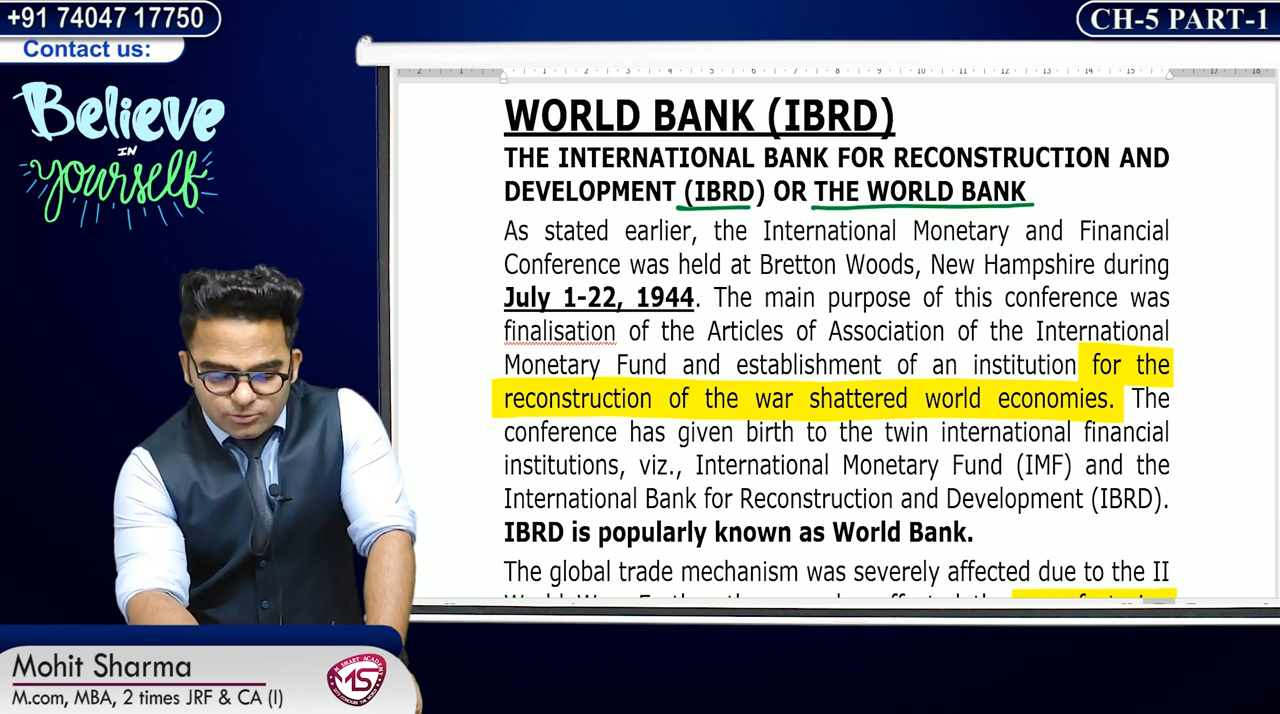 +91 74047 17750
Contact us:
CH-5 PART-1
Believe
IN
yourself
WORLD BANK (IBRD)
THE INTERNATIONAL BANK FOR RECONSTRUCTION AND
DEVELOPMENT (IBRD) OR THE WORLD BANK
As stated earlier, the International Monetary and Financial
Conference was held at Bretton Woods, New Hampshire during
July 1-22, 1944. The main purpose of this conference was
finalisation of the Articles of Association of the International
Monetary Fund and establishment of an institution for the
reconstruction of the war shattered world economies. The
conference has given birth to the twin international financial
institutions, viz., International Monetary Fund (IMF) and the
International Bank for Reconstruction and Development (IBRD).
IBRD is popularly known as World Bank.
The global trade mechanism was severely affected due to the II
Mohit Sharma
M.com, MBA, 2 times JRF & CA (I)
M SMART ACADEMY
MS